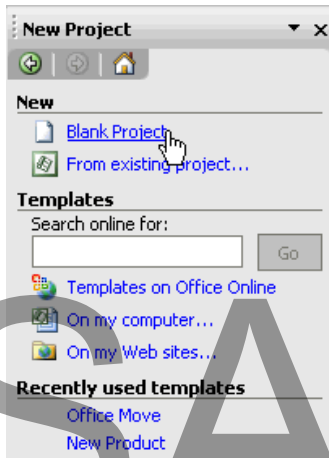 New Project
New
Blank Project
From existing project...
Templates
Search online for:
Go
Templates on Office Online
On my computer...
On my Web sites...
Recently used templates
Office Move
New Product
SA